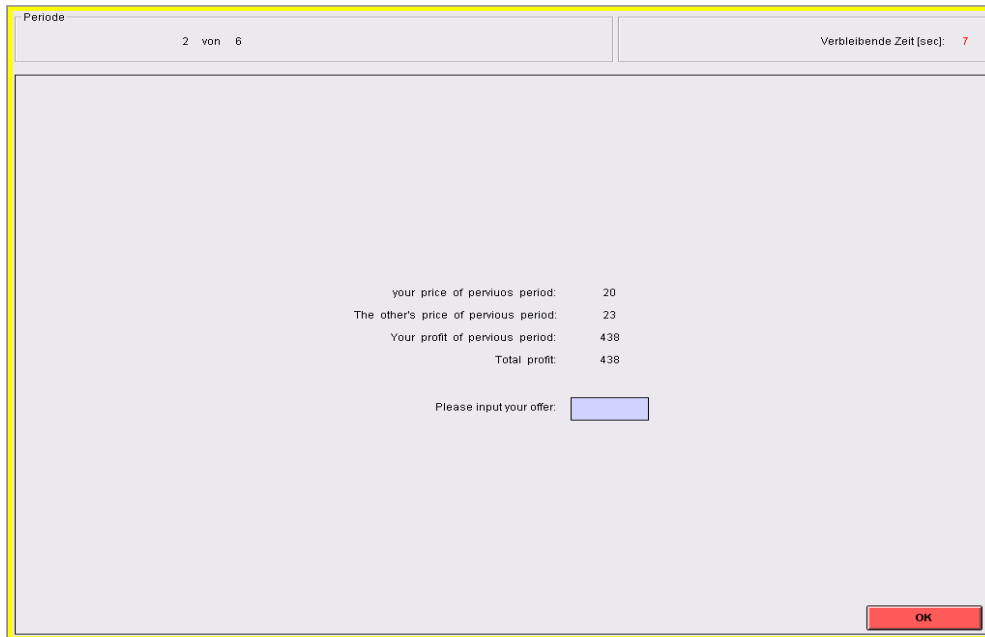 Periode
2 von 6
Verbleibende Zeit [sec]: 7
your price of perviuos period: 20
The other's price of pervious period: 23
Your profit of pervious period: 438
Total profit: 438
Please input your offer:
OK